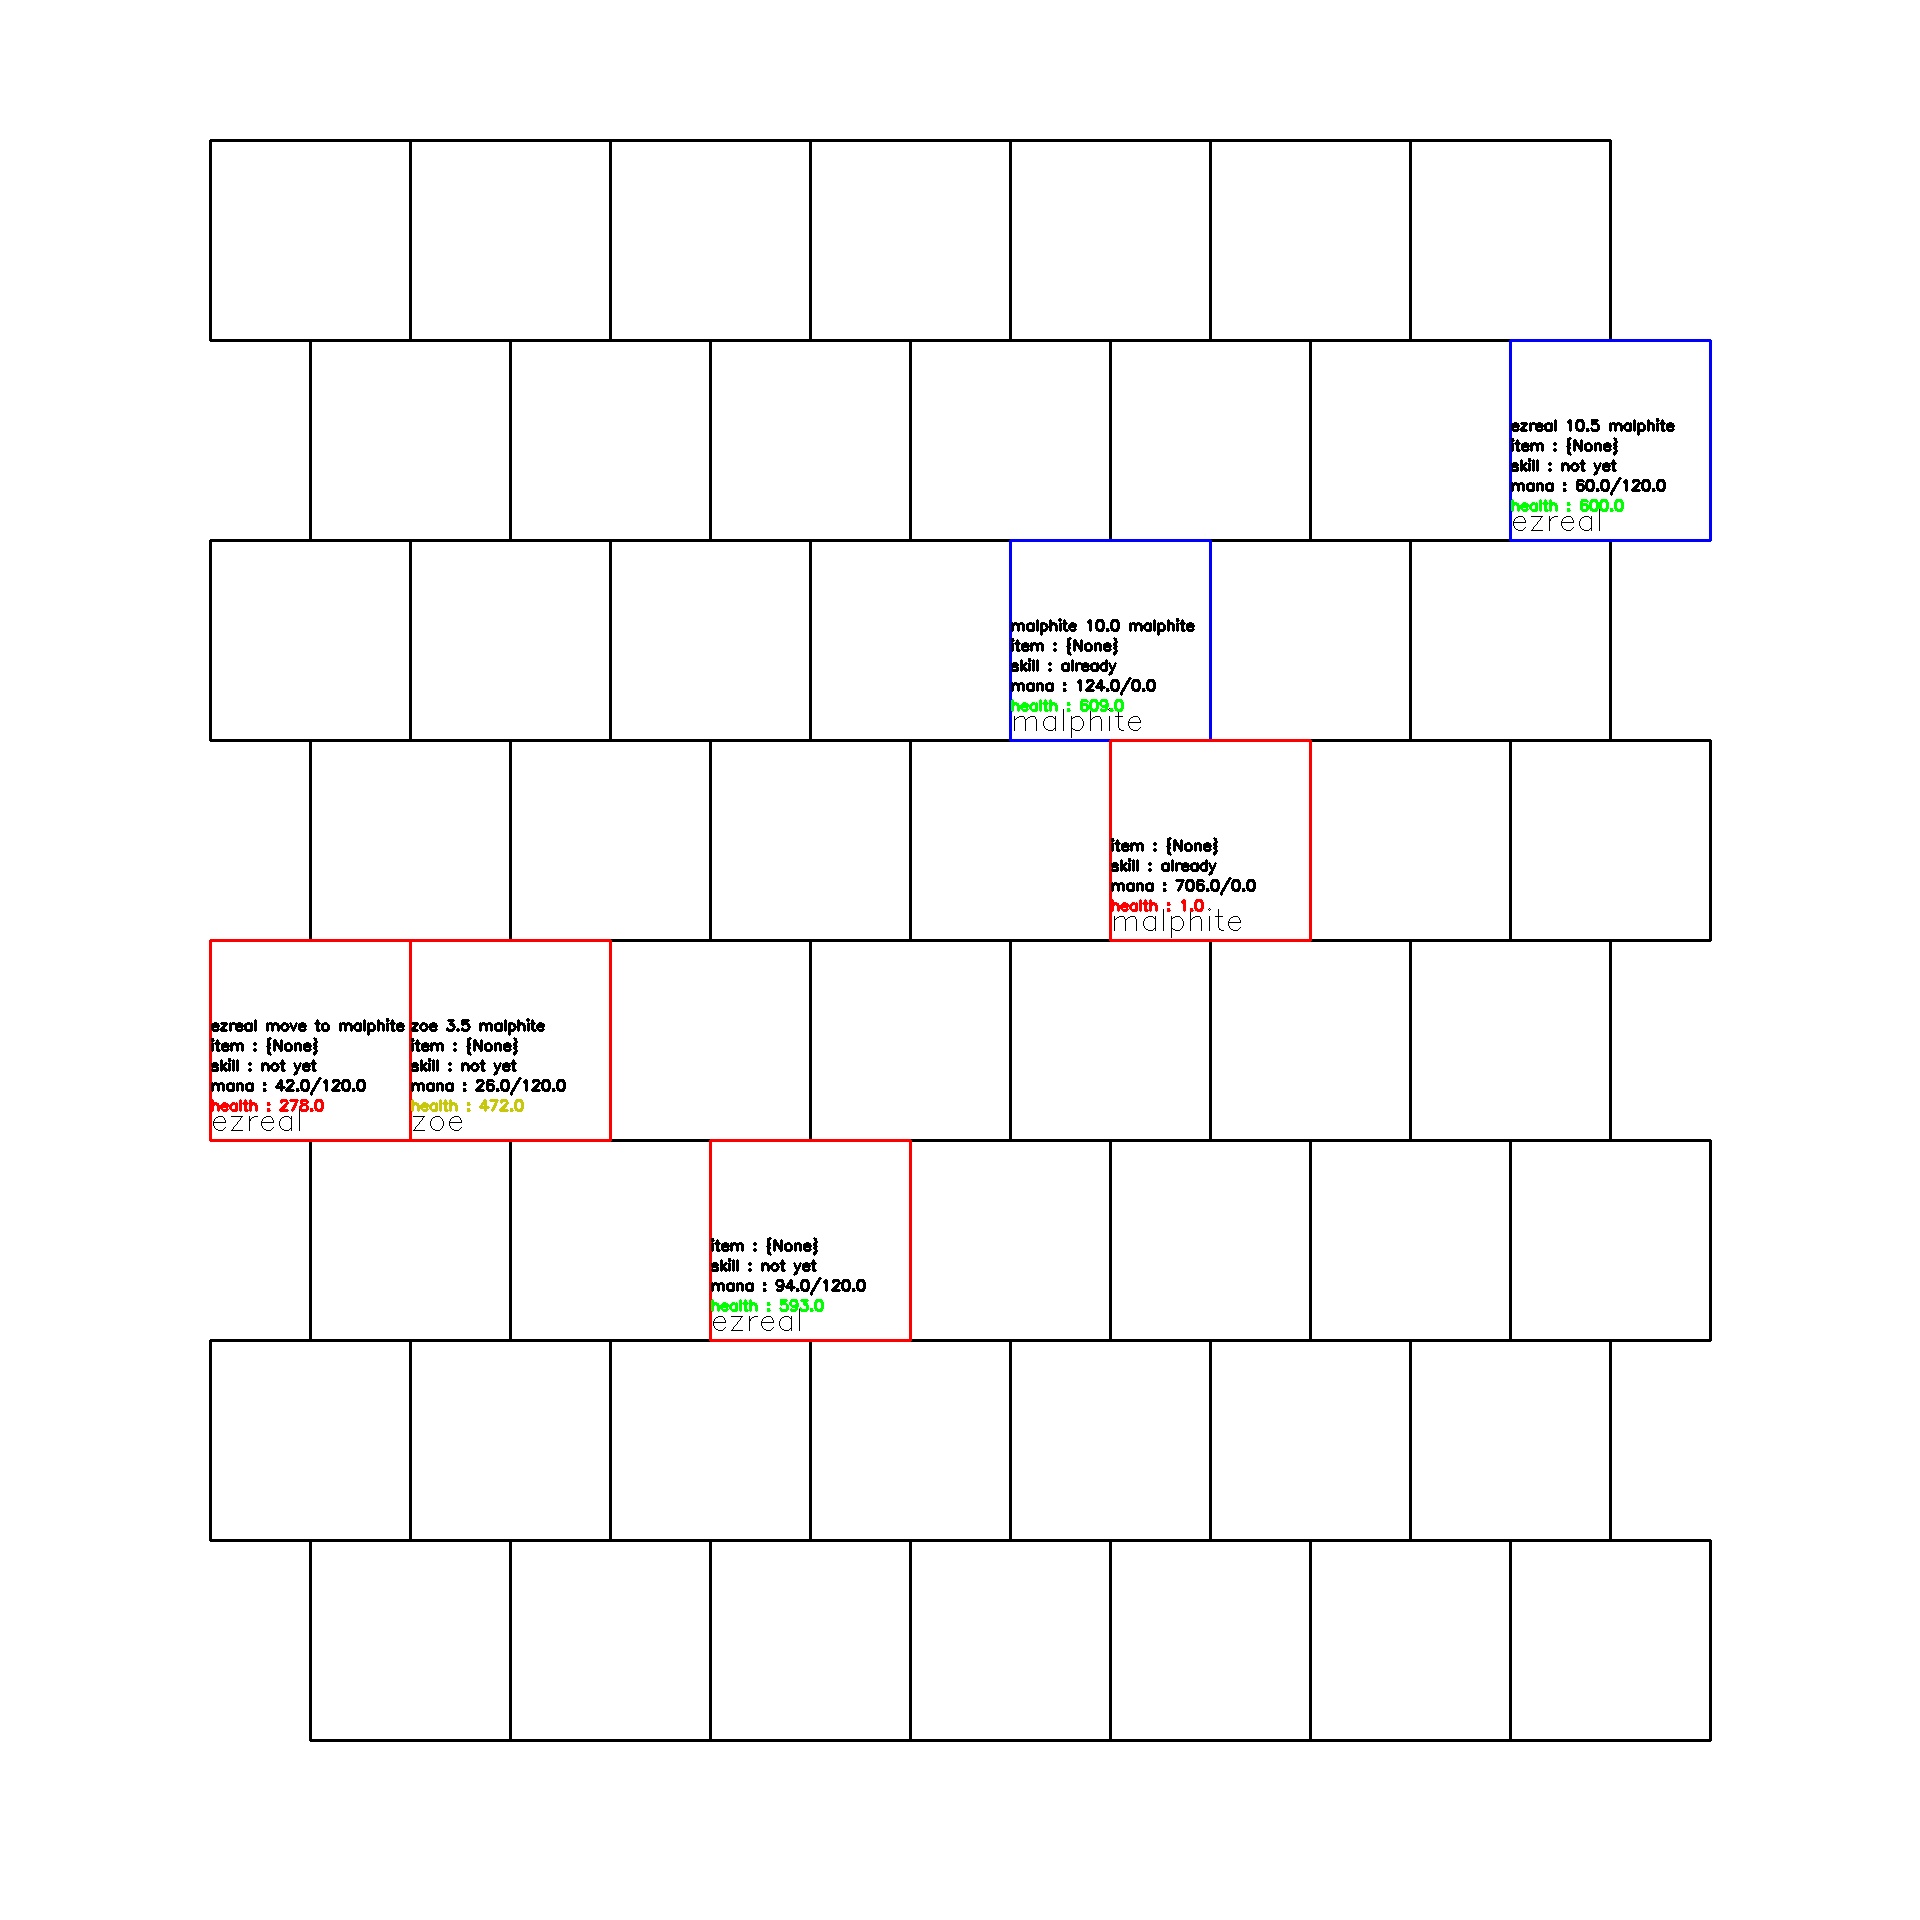 ezreal 10.5 malphite
item : {None}
skill : not yet
mana : 60.0/120.0
health : 600.0
ezreal
malphite 10.0 malphite
item : {None}
skill : already
mana : 124.0/0.0
health : 609.0
malphite
item : {None}
skill : already
mana : 706.0/0.0
health : 1.0
malphite
ezreal move to malphite
item : {None}
skill : not yet
mana : 42.0/120.0
health : 278.0
ezreal
zoe 3.5 malphite
item : {None}
skill : not yet
mana : 26.0/120.0
health : 472.0
zoe
item : {None}
skill : not yet
mana : 94.0/120.0
health : 593.0
ezreal